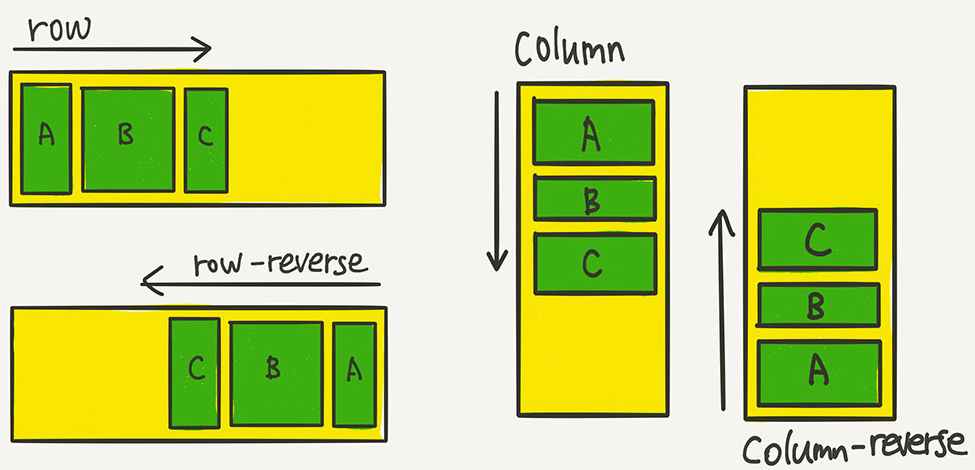 row
A B C
row-reverse
C B A
Column
A
B
C
C
B
A
Column-reverse